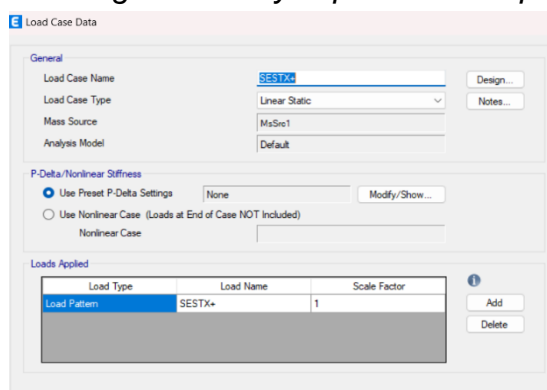 E Load Case Data
General
Load Case Name SESTX+ Design...
Load Case Type Linear Static Notes...
Mass Source MsSrc1
Analysis Model Default
P-Delta/Nonlinear Stiffness
Use Preset P-Delta Settings None Modify/Show...
Use Nonlinear Case (Loads at End of Case NOT Included)
Nonlinear Case
Loads Applied
Load Type Load Name Scale Factor
Load Pattern SESTX+ 1 Add
Delete